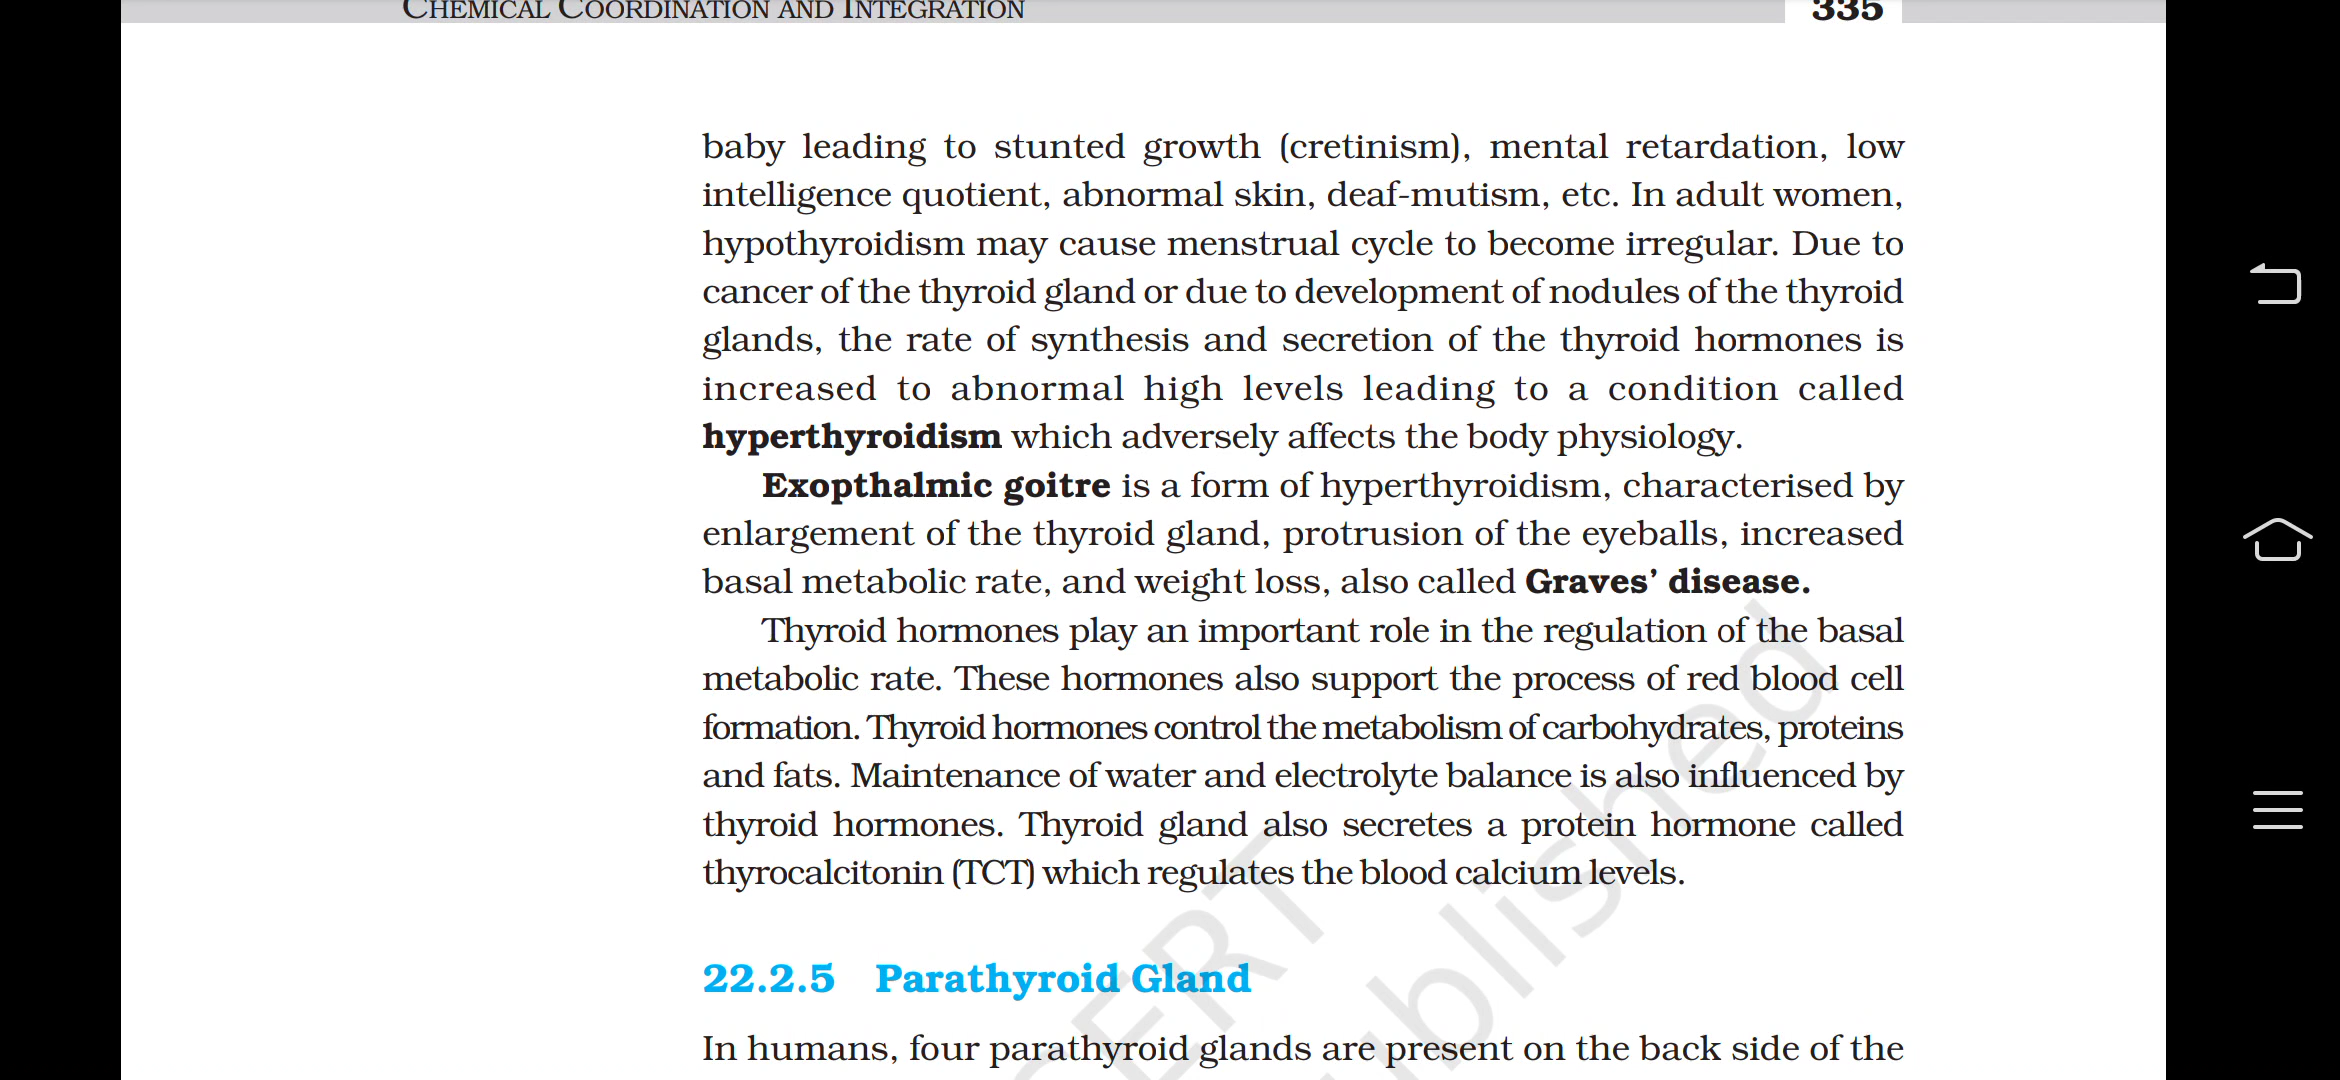 CHEMICAL COORDINATION AND INTEGRATION 335
baby leading to stunted growth (cretinism), mental retardation, low
intelligence quotient, abnormal skin, deaf-mutism, etc. In adult women,
hypothyroidism may cause menstrual cycle to become irregular. Due to
cancer of the thyroid gland or due to development of nodules of the thyroid
glands, the rate of synthesis and secretion of the thyroid hormones is
increased to abnormal high levels leading to a condition called
hyperthyroidism which adversely affects the body physiology.
Exopthalmic goitre is a form of hyperthyroidism, characterised by
enlargement of the thyroid gland, protrusion of the eyeballs, increased
basal metabolic rate, and weight loss, also called Graves’ disease.
Thyroid hormones play an important role in the regulation of the basal
metabolic rate. These hormones also support the process of red blood cell
formation. Thyroid hormones control the metabolism of carbohydrates, proteins
and fats. Maintenance of water and electrolyte balance is also influenced by
thyroid hormones. Thyroid gland also secretes a protein hormone called
thyrocalcitonin (TCT) which regulates the blood calcium levels.
22.2.5 Parathyroid Gland
In humans, four parathyroid glands are present on the back side of the